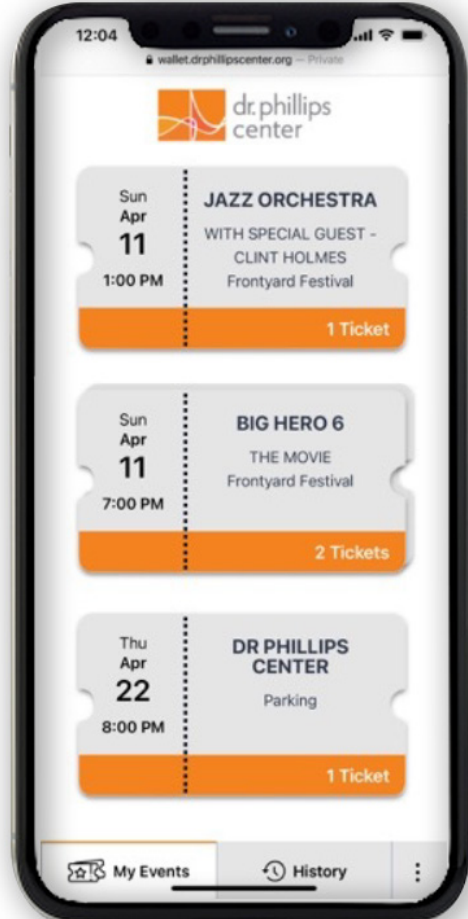 12:04
wallet.drphillipscenter.org — Private
dr. phillips
center
Sun
Apr
11
1:00 PM
JAZZ ORCHESTRA
WITH SPECIAL GUEST -
CLINT HOLMES
Frontyard Festival
1 Ticket
Sun
Apr
11
7:00 PM
BIG HERO 6
THE MOVIE
Frontyard Festival
2 Tickets
Thu
Apr
22
8:00 PM
DR PHILLIPS
CENTER
Parking
1 Ticket
My Events
History